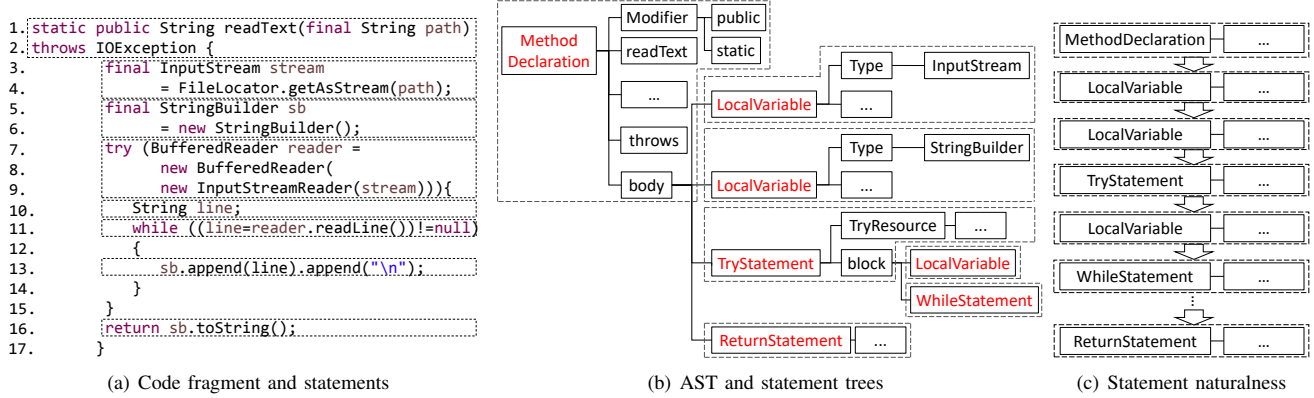 1. static public String readText(final String path)
2. throws IOException {
3. final InputStream stream
4. = FileLocator.getAsStream(path);
5. final StringBuilder sb
6. = new StringBuilder();
7. try (BufferedReader reader =
8. new BufferedReader(
9. new InputStreamReader(stream))){
10. String line;
11. while ((line=reader.readLine())!=null)
12. {
13. sb.append(line).append("\n");
14. }
15. }
16. return sb.toString();
17. }
(a) Code fragment and statements
Method
Declaration
Modifier
public
static
readText
...
throws
body
LocalVariable
Type
InputStream
...
LocalVariable
Type
StringBuilder
...
TryStatement
TryResource
...
block
LocalVariable
WhileStatement
ReturnStatement
...
(b) AST and statement trees
MethodDeclaration ...
LocalVariable ...
LocalVariable ...
TryStatement ...
LocalVariable ...
WhileStatement ...
ReturnStatement ...
(c) Statement naturalness